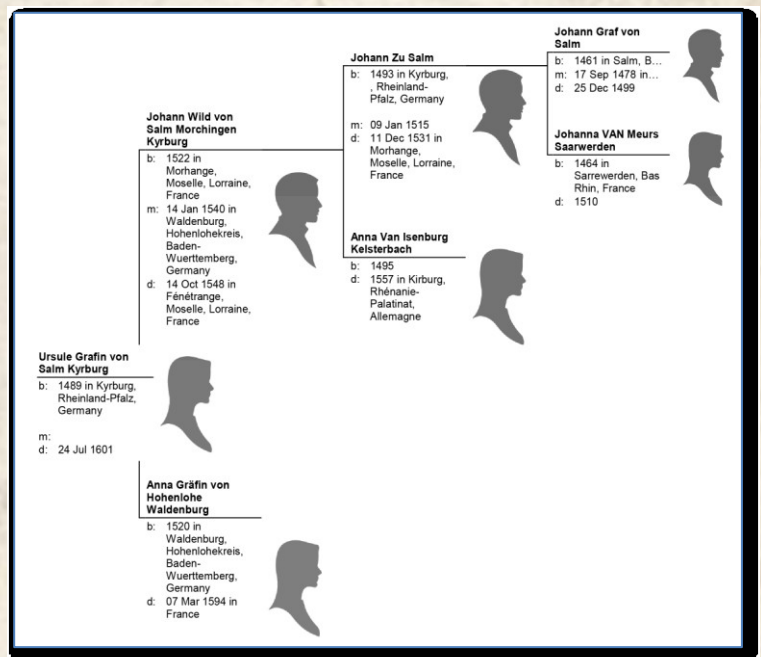 Johann Graf von
Salm
b: 1461 in Salm, B...
m: 17 Sep 1478 in...
d: 25 Dec 1499
Johann Zu Salm
b: 1493 in Kyrburg,
, Rheinland-
Pfalz, Germany
m: 09 Jan 1515
d: 11 Dec 1531 in
Morhange,
Moselle, Lorraine,
France
Johanna VAN Meurs
Saarwerden
b: 1464 in
Sarrewerden, Bas
Rhin, France
d: 1510
Johann Wild von
Salm Morchingen
Kyrburg
b: 1522 in
Morhange,
Moselle, Lorraine,
France
m: 14 Jan 1540 in
Waldenburg,
Hohenlohekreis,
Baden-
Wuerttemberg,
Germany
d: 14 Oct 1548 in
Fénétrange,
Moselle, Lorraine,
France
Anna Van Isenburg
Kelsterbach
b: 1495
d: 1557 in Kirburg,
Rhénanie-
Palatinat,
Allemagne
Ursule Grafin von
Salm Kyrburg
b: 1489 in Kyrburg,
Rheinland-Pfalz,
Germany
m:
d: 24 Jul 1601
Anna Gräfin von
Hohenlohe
Waldenburg
b: 1520 in
Waldenburg,
Hohenlohekreis,
Baden-
Wuerttemberg,
Germany
d: 07 Mar 1594 in
France